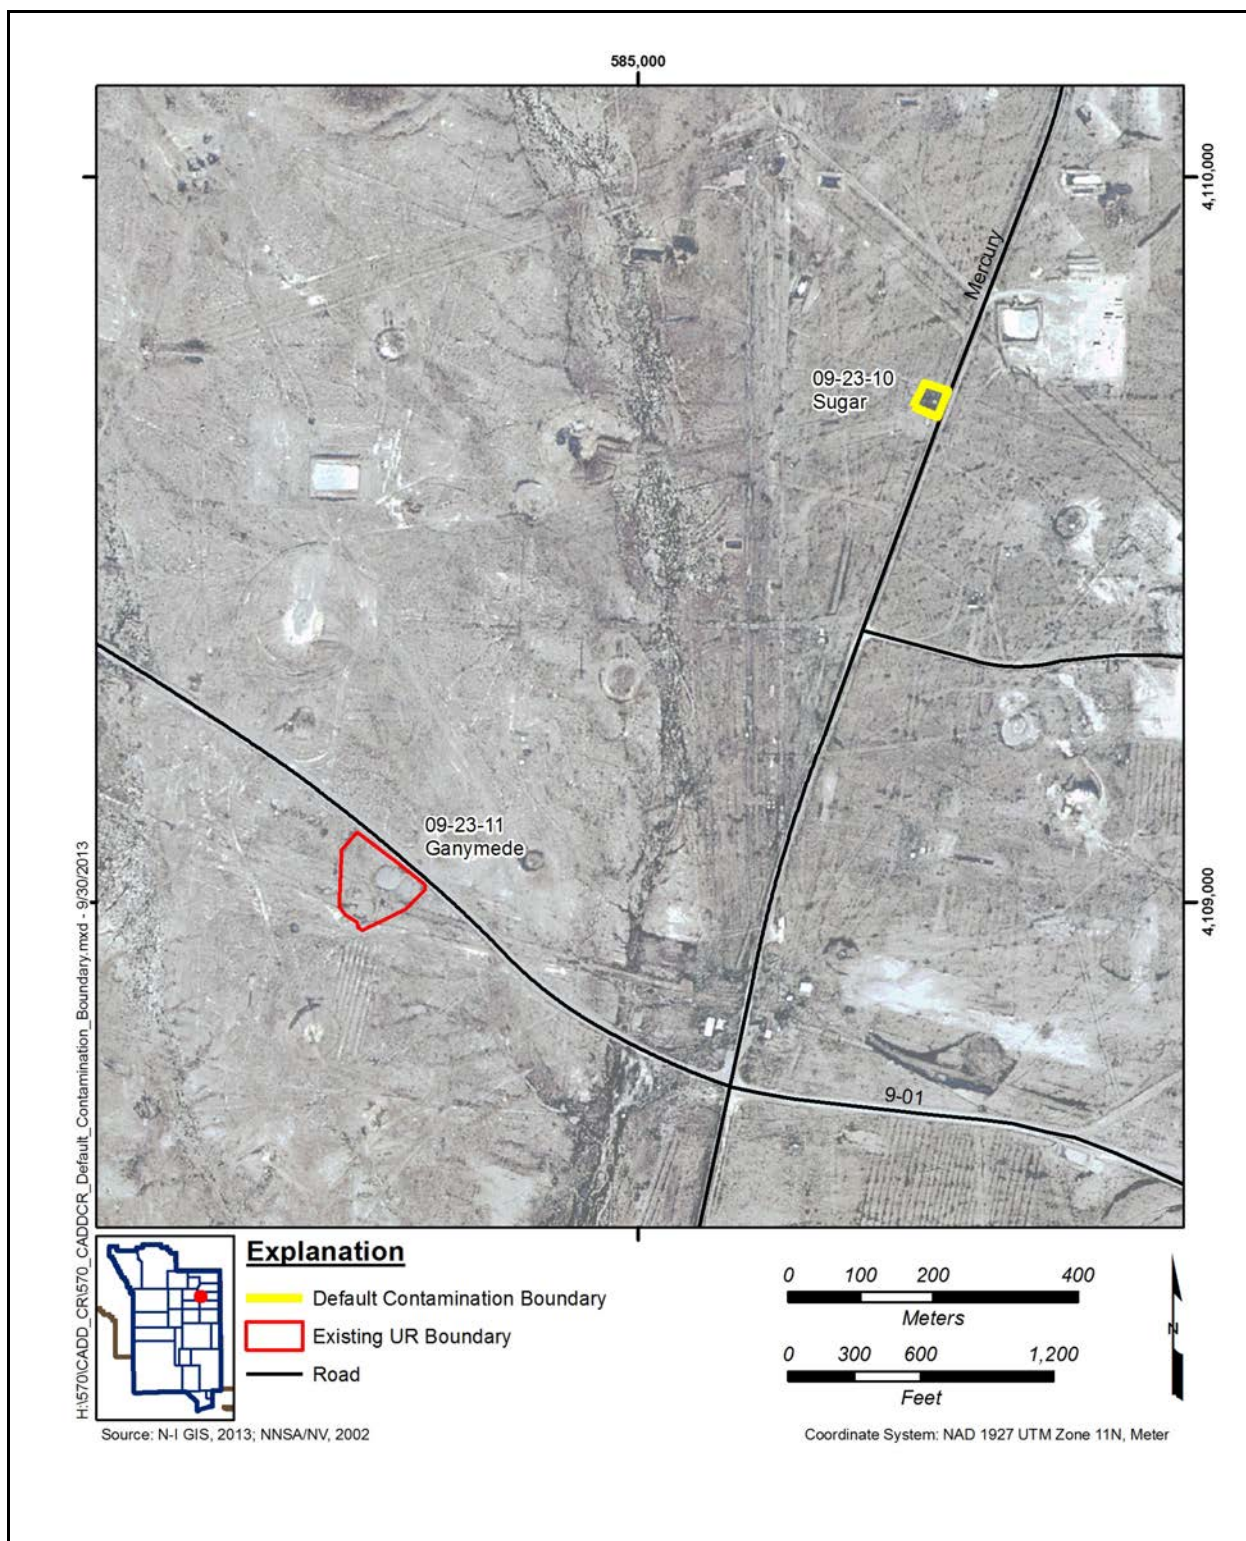 585,000
4,110,000
Mercury
09-23-10
Sugar
09-23-11
Ganymede
4,109,000
9-01
H:\570\CADD_CR\570_CADDCR_Default_Contamination_Boundary.mxd - 9/30/2013
Explanation
Default Contamination Boundary
Existing UR Boundary
Road
0 100 200 400
Meters
0 300 600 1,200
Feet
N
Source: N-I GIS, 2013; NNSA/NV, 2002
Coordinate System: NAD 1927 UTM Zone 11N, Meter